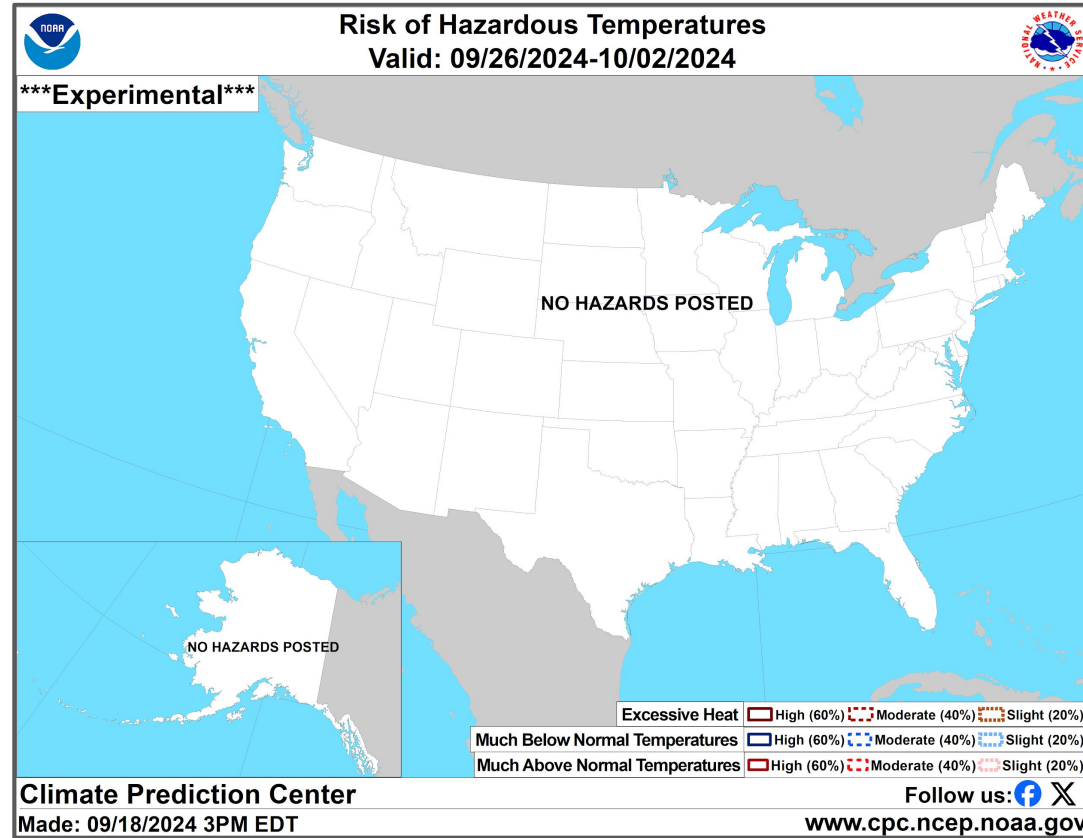 NOAA
Risk of Hazardous Temperatures
Valid: 09/26/2024-10/02/2024
NATIONAL WEATHER SERVICE
***Experimental***
NO HAZARDS POSTED
NO HAZARDS POSTED
Excessive Heat High (60%) Moderate (40%) Slight (20%)
Much Below Normal Temperatures High (60%) Moderate (40%) Slight (20%)
Much Above Normal Temperatures High (60%) Moderate (40%) Slight (20%)
Climate Prediction Center
Follow us:
Made: 09/18/2024 3PM EDT
www.cpc.ncep.noaa.gov